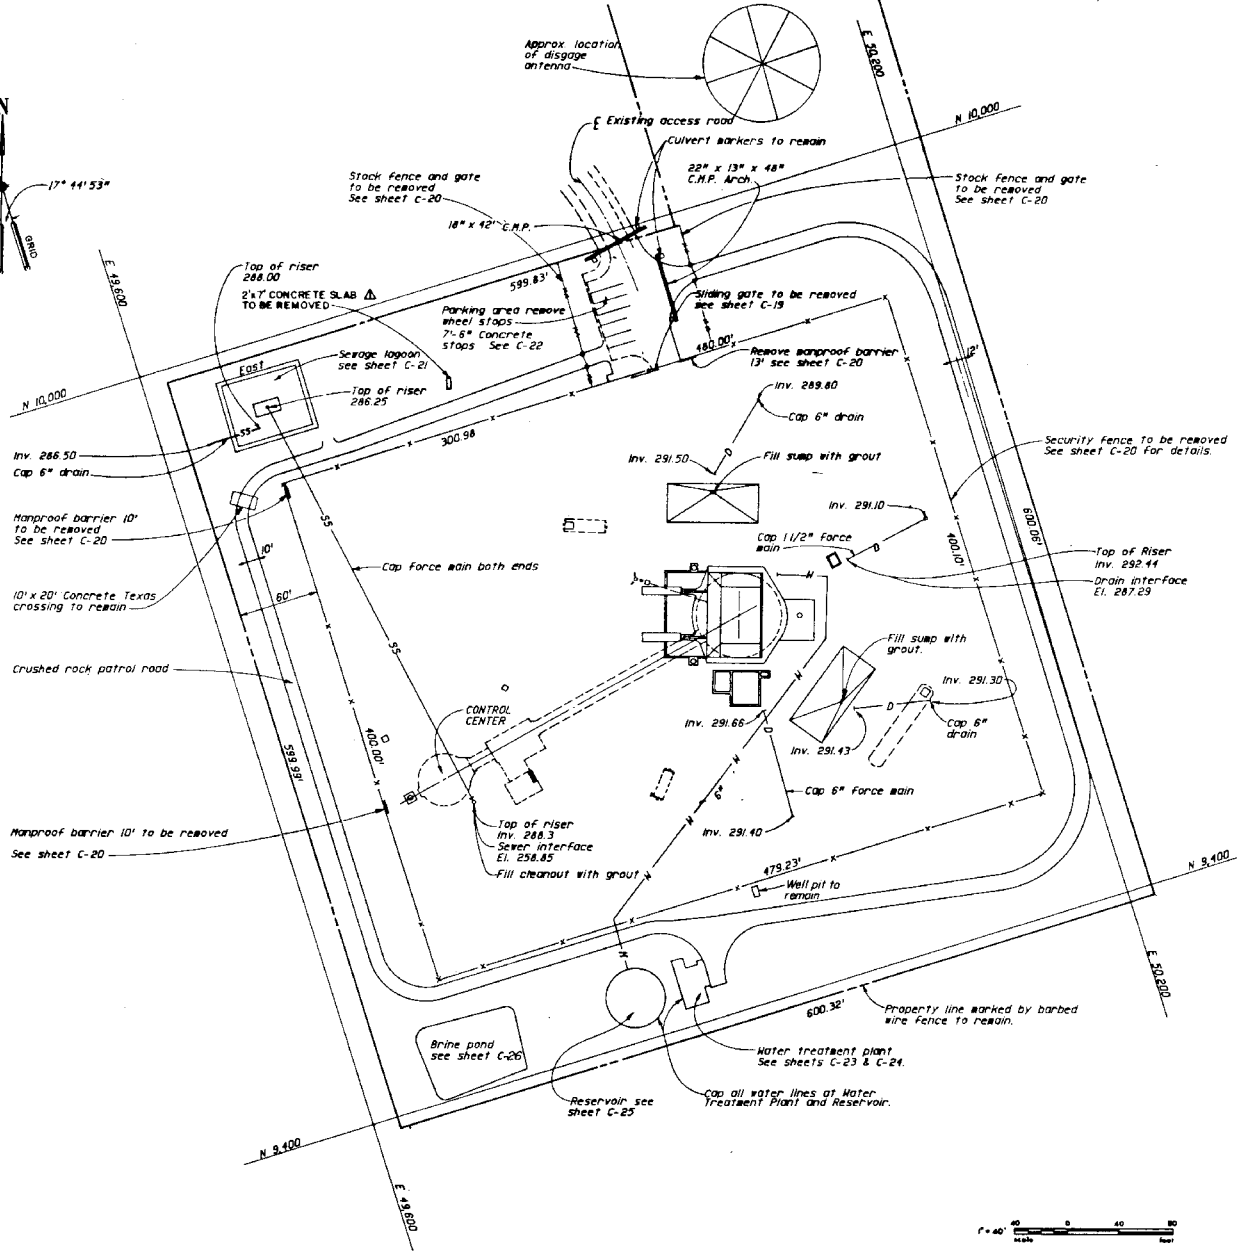 Approx location
of disgage
antenna
E 50,200
N 10,000
N
17° 44' 53"
GRID
℄ Existing access road
Culvert markers to remain
22" x 13" x 48"
C.M.P. Arch.
Stock fence and gate
to be removed
See sheet C-20
Stock fence and gate
to be removed
See sheet C-20
18" x 42' C.M.P.
E 49,600
Top of riser
288.00
2'x7' CONCRETE SLAB
TO BE REMOVED
599.83'
Parking area remove
wheel stops
7'-6" Concrete
stops See C-22
Sliding gate to be removed
see sheet C-19
480.00'
Remove manproof barrier
13' see sheet C-20
12'
East
Sewage lagoon
see sheet C-21
Top of riser
286.25
SS
N 10,000
Inv. 286.50
Cap 6" drain
300.98
Inv. 289.80
Cap 6" drain
D
Inv. 291.50
Fill sump with grout
Security fence to be removed
See sheet C-20 for details.
Manproof barrier 10'
to be removed
See sheet C-20
SS
Inv. 291.10
Cap 1 1/2" force
main
D
400.10'
600.06'
Top of Riser
Inv. 292.44
Drain interface
El. 287.29
10'
Cap force main both ends
10' x 20' Concrete Texas
crossing to remain
60'
W
Fill sump with
grout.
Crushed rock patrol road
SS
W
Inv. 291.30
D
Cap 6"
drain
CONTROL
CENTER
Inv. 291.66
D
Inv. 291.43
400.00'
599.99'
W
6"
Cap 6" force main
W
Inv. 291.40
Manproof barrier 10' to be removed
See sheet C-20
Top of riser
Inv. 288.3
Sewer interface
El. 258.85
Fill cleanout with grout
W
479.23'
Well pit to
remain
N 9,400
W
E 50,200
600.32'
Property line marked by barbed
wire fence to remain.
Brine pond
see sheet C-26
Water treatment plant
See sheets C-23 & C-24.
Reservoir see
sheet C-25
Cap all water lines at Water
Treatment Plant and Reservoir.
N 9,400
E 49,600
1" = 40'
40 0 40 80
scale feet